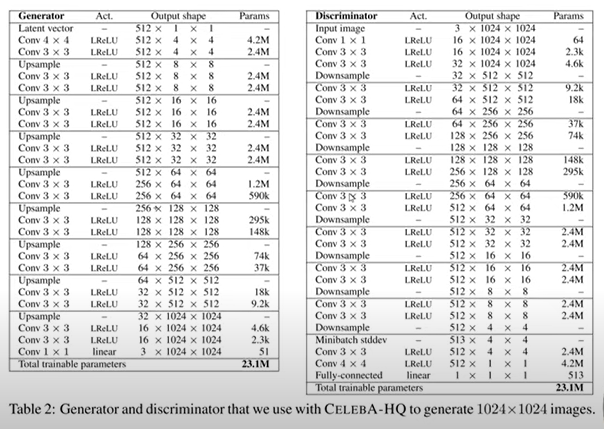 Generator Act. Output shape Params
Latent vector – 512 × 1 × 1 –
Conv 4 × 4 LReLU 512 × 4 × 4 4.2M
Conv 3 × 3 LReLU 512 × 4 × 4 2.4M
Upsample – 512 × 8 × 8 –
Conv 3 × 3 LReLU 512 × 8 × 8 2.4M
Conv 3 × 3 LReLU 512 × 8 × 8 2.4M
Upsample – 512 × 16 × 16 –
Conv 3 × 3 LReLU 512 × 16 × 16 2.4M
Conv 3 × 3 LReLU 512 × 16 × 16 2.4M
Upsample – 512 × 32 × 32 –
Conv 3 × 3 LReLU 512 × 32 × 32 2.4M
Conv 3 × 3 LReLU 512 × 32 × 32 2.4M
Upsample – 512 × 64 × 64 –
Conv 3 × 3 LReLU 256 × 64 × 64 1.2M
Conv 3 × 3 LReLU 256 × 64 × 64 590k
Upsample – 256 × 128 × 128 –
Conv 3 × 3 LReLU 128 × 128 × 128 295k
Conv 3 × 3 LReLU 128 × 128 × 128 148k
Upsample – 128 × 256 × 256 –
Conv 3 × 3 LReLU 64 × 256 × 256 74k
Conv 3 × 3 LReLU 64 × 256 × 256 37k
Upsample – 64 × 512 × 512 –
Conv 3 × 3 LReLU 32 × 512 × 512 18k
Conv 3 × 3 LReLU 32 × 512 × 512 9.2k
Upsample – 32 × 1024 × 1024 –
Conv 3 × 3 LReLU 16 × 1024 × 1024 4.6k
Conv 3 × 3 LReLU 16 × 1024 × 1024 2.3k
Conv 1 × 1 linear 3 × 1024 × 1024 51
Total trainable parameters 23.1M
Discriminator Act. Output shape Params
Input image – 3 × 1024 × 1024 –
Conv 1 × 1 LReLU 16 × 1024 × 1024 64
Conv 3 × 3 LReLU 16 × 1024 × 1024 2.3k
Conv 3 × 3 LReLU 32 × 1024 × 1024 4.6k
Downsample – 32 × 512 × 512 –
Conv 3 × 3 LReLU 32 × 512 × 512 9.2k
Conv 3 × 3 LReLU 64 × 512 × 512 18k
Downsample – 64 × 256 × 256 –
Conv 3 × 3 LReLU 64 × 256 × 256 37k
Conv 3 × 3 LReLU 128 × 256 × 256 74k
Downsample – 128 × 128 × 128 –
Conv 3 × 3 LReLU 128 × 128 × 128 148k
Conv 3 × 3 LReLU 256 × 128 × 128 295k
Downsample – 256 × 64 × 64 –
Conv 3 × 3 LReLU 256 × 64 × 64 590k
Conv 3 × 3 LReLU 512 × 64 × 64 1.2M
Downsample – 512 × 32 × 32 –
Conv 3 × 3 LReLU 512 × 32 × 32 2.4M
Conv 3 × 3 LReLU 512 × 32 × 32 2.4M
Downsample – 512 × 16 × 16 –
Conv 3 × 3 LReLU 512 × 16 × 16 2.4M
Conv 3 × 3 LReLU 512 × 16 × 16 2.4M
Downsample – 512 × 8 × 8 –
Conv 3 × 3 LReLU 512 × 8 × 8 2.4M
Conv 3 × 3 LReLU 512 × 8 × 8 2.4M
Downsample – 512 × 4 × 4 –
Minibatch stddev – 513 × 4 × 4 –
Conv 3 × 3 LReLU 512 × 4 × 4 2.4M
Conv 4 × 4 LReLU 512 × 1 × 1 4.2M
Fully-connected linear 1 × 1 × 1 513
Total trainable parameters 23.1M
Table 2: Generator and discriminator that we use with CELEBA-HQ to generate 1024×1024 images.